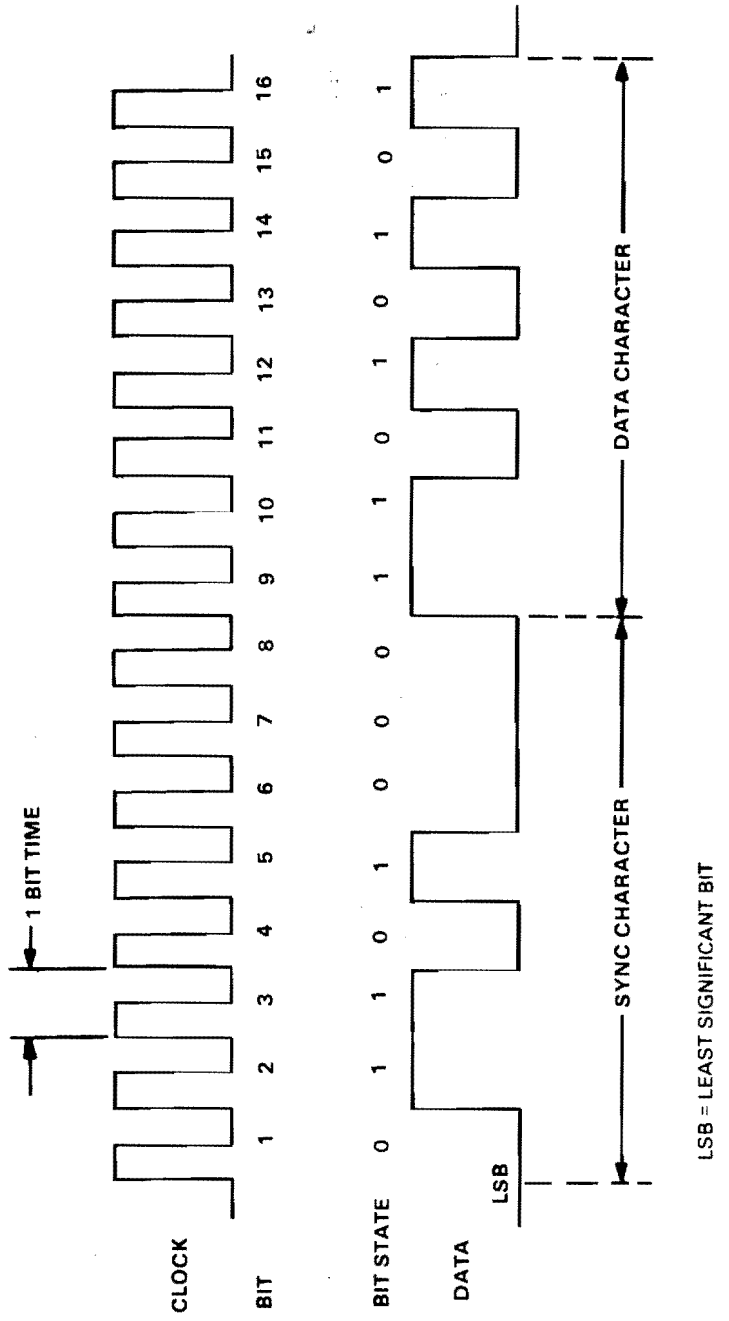 1 BIT TIME
CLOCK
BIT 1 2 3 4 5 6 7 8 9 10 11 12 13 14 15 16
BIT STATE 0 1 1 0 1 0 0 0 1 1 0 1 0 1 0 1
DATA
LSB
SYNC CHARACTER DATA CHARACTER
LSB = LEAST SIGNIFICANT BIT